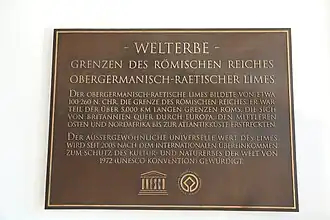 - WELTERBE -
GRENZEN DES RÖMISCHEN REICHES
OBERGERMANISCH-RAETISCHER LIMES
DER OBERGERMANISCH-RAETISCHE LIMES BILDETE VON ETWA
100-260 N. CHR. DIE GRENZE DES RÖMISCHEN REICHES. ER WAR
TEIL DER ÜBER 5.000 KM LANGEN GRENZEN ROMS, DIE SICH
VON BRITANNIEN QUER DURCH EUROPA, DEN MITTLEREN
OSTEN UND NORDAFRIKA BIS ZUR ATLANTIKKÜSTE ERSTRECKTEN.
DER AUSSERGEWÖHNLICHE UNIVERSELLE WERT DES LIMES
WIRD SEIT 2005 NACH DEM INTERNATIONALEN ÜBEREINKOMMEN
ZUM SCHUTZ DES KULTUR- UND NATURERBES DER WELT VON
1972 (UNESCO-KONVENTION) GEWÜRDIGT.
UNESCO